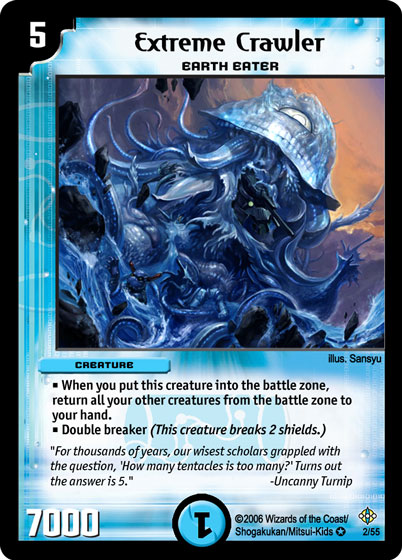 5
Extreme Crawler
EARTH EATER
illus. Sansyu
CREATURE
▪ When you put this creature into the battle zone,
return all your other creatures from the battle zone to
your hand.
▪ Double breaker (This creature breaks 2 shields.)
"For thousands of years, our wisest scholars grappled with
the question, 'How many tentacles is too many?' Turns out
the answer is 5." -Uncanny Turnip
7000
©2006 Wizards of the Coast/
Shogakukan/Mitsui-Kids ✪ 2/55